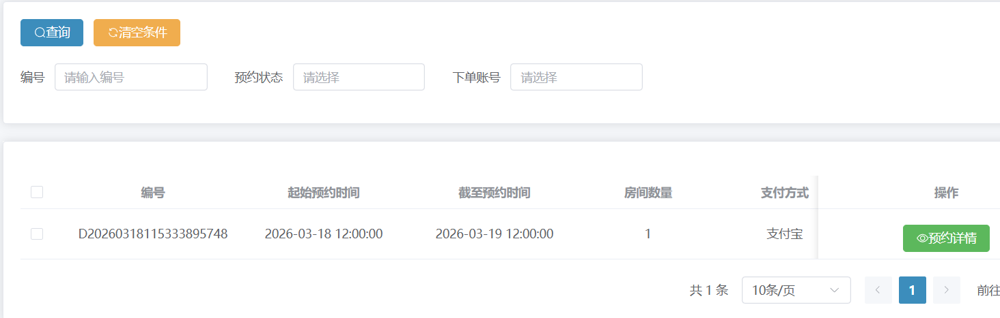 查询 清空条件
编号 请输入编号 预约状态 请选择 下单账号 请选择
编号 起始预约时间 截至预约时间 房间数量 支付方式 操作
D20260318115333895748 2026-03-18 12:00:00 2026-03-19 12:00:00 1 支付宝 预约详情
共 1 条 10条/页 1 前往